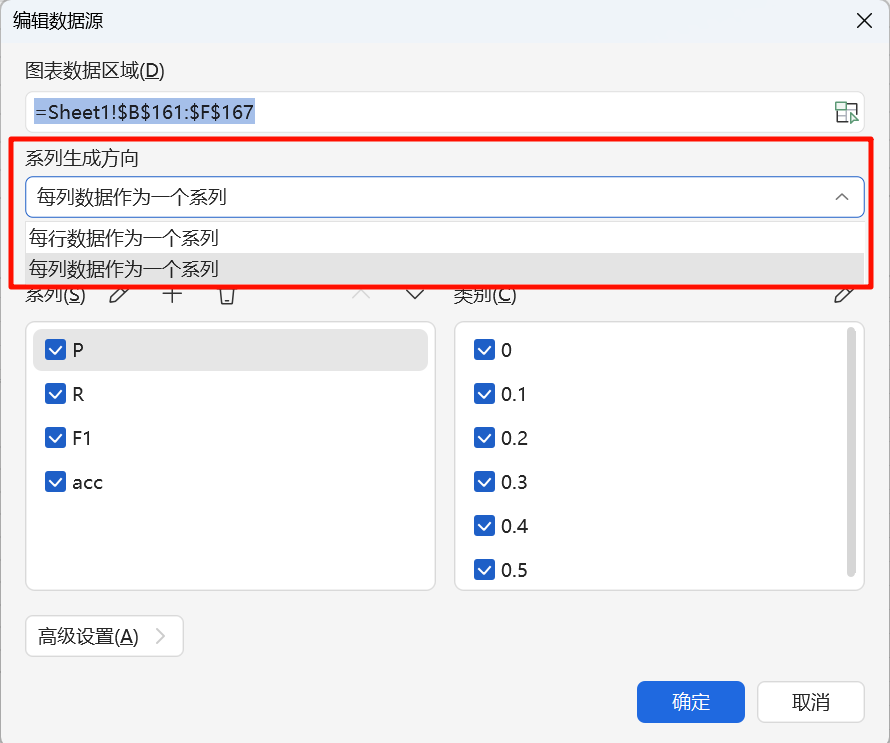 编辑数据源
图表数据区域(D)
=Sheet1!$B$161:$F$167
系列生成方向
每列数据作为一个系列
每行数据作为一个系列
每列数据作为一个系列
系列(S)
类别(C)
P
R
F1
acc
0
0.1
0.2
0.3
0.4
0.5
高级设置(A)
确定
取消